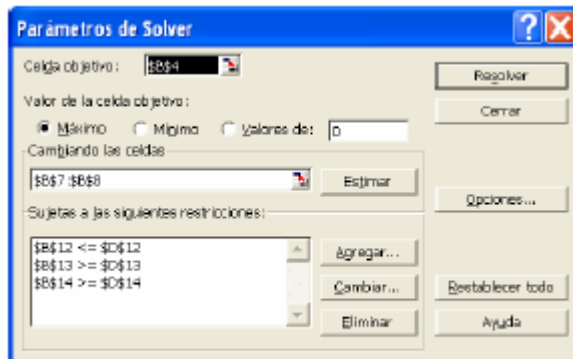 Parámetros de Solver
Celda objetivo: $B$4
Valor de la celda objetivo:
Máximo Mínimo Valores de: 0
Cambiando las celdas
$B$7:$B$8
Estimar
Sujetas a las siguientes restricciones:
$B$12 <= $D$12
$B$13 >= $D$13
$B$14 >= $D$14
Agregar...
Cambiar...
Eliminar
Resolver
Cerrar
Opciones...
Restablecer todo
Ayuda